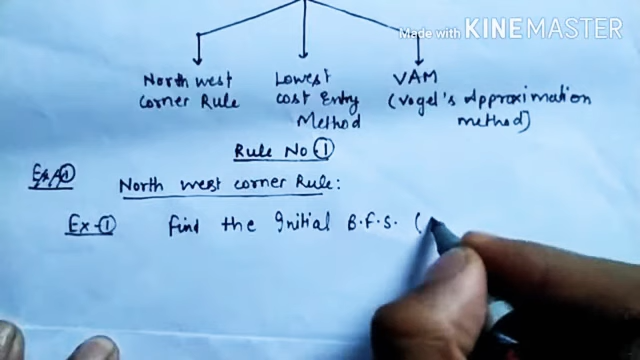 Made with KINEMASTER
North west corner Rule
Lowest cost Entry Method
VAM (Vogel's Approximation method)
Rule No-1
North west corner Rule:
Ex-1 Find the Initial B.F.S. (